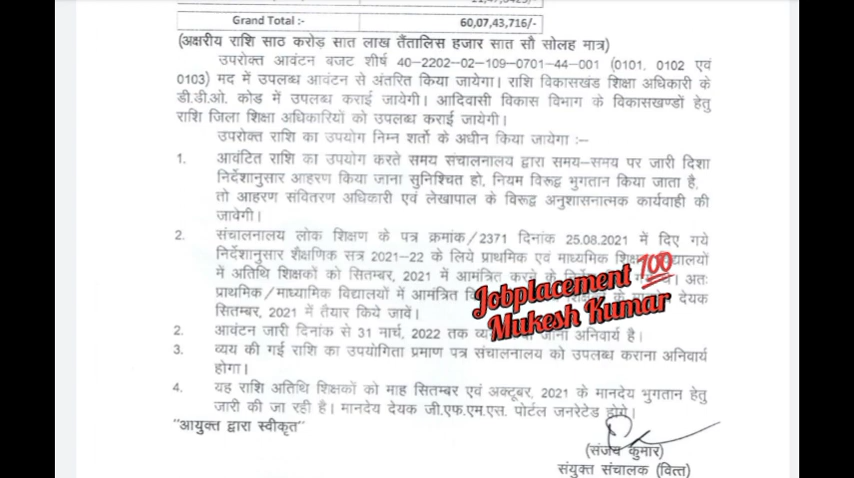 Grand Total :- 60,07,43,716/-
(अक्षरीय राशि साठ करोड़ सात लाख तैंतालिस हजार सात सौ सोलह मात्र)
उपरोक्त आवंटन बजट शीर्ष 40-2202-02-109-0701-44-001 (0101, 0102 एवं
0103) मद में उपलब्ध आवंटन से अंतरित किया जायेगा। राशि विकासखंड शिक्षा अधिकारी के
डी.डी.ओ. कोड में उपलब्ध कराई जायेगी। आदिवासी विकास विभाग के विकासखण्डों हेतु
राशि जिला शिक्षा अधिकारियों को उपलब्ध कराई जायेगी।
उपरोक्त राशि का उपयोग निम्न शर्तो के अधीन किया जायेगा :-
1. आवंटित राशि का उपयोग करते समय संचालनालय द्वारा समय-समय पर जारी दिशा
निर्देशानुसार आहरण किया जाना सुनिश्चित हो, नियम विरूद्ध भुगतान किया जाता है,
तो आहरण संवितरण अधिकारी एवं लेखापाल के विरूद्ध अनुशासनात्मक कार्यवाही की
जावेगी।
2. संचालनालय लोक शिक्षण के पत्र क्रमांक/2371 दिनांक 25.08.2021 में दिए गये
निर्देशानुसार शैक्षणिक सत्र 2021-22 के लिये प्राथमिक एवं माध्यमिक
में अतिथि शिक्षकों को सितम्बर, 2021 में आमंत्रित करने के अतः
प्राथमिक/माध्यामिक विद्यालयों में आमंत्रित देयक
सितम्बर, 2021 में तैयार किये जावें।
Jobplacement 💯
Mukesh Kumar
2. आवंटन जारी दिनांक से 31 मार्च, 2022 तक जाना अनिवार्य है।
3. व्यय की गई राशि का उपयोगिता प्रमाण पत्र संचालनालय को उपलब्ध कराना अनिवार्य
होगा।
4. यह राशि अतिथि शिक्षकों को माह सितम्बर एवं अक्टूबर, 2021 के मानदेय भुगतान हेतु
जारी की जा रही है। मानदेय देयक जी.एफ.एम.एस. पोर्टल जनरेटेड होगे।
"आयुक्त द्वारा स्वीकृत"
(संजय कुमार)
संयुक्त संचालक (वित्त)